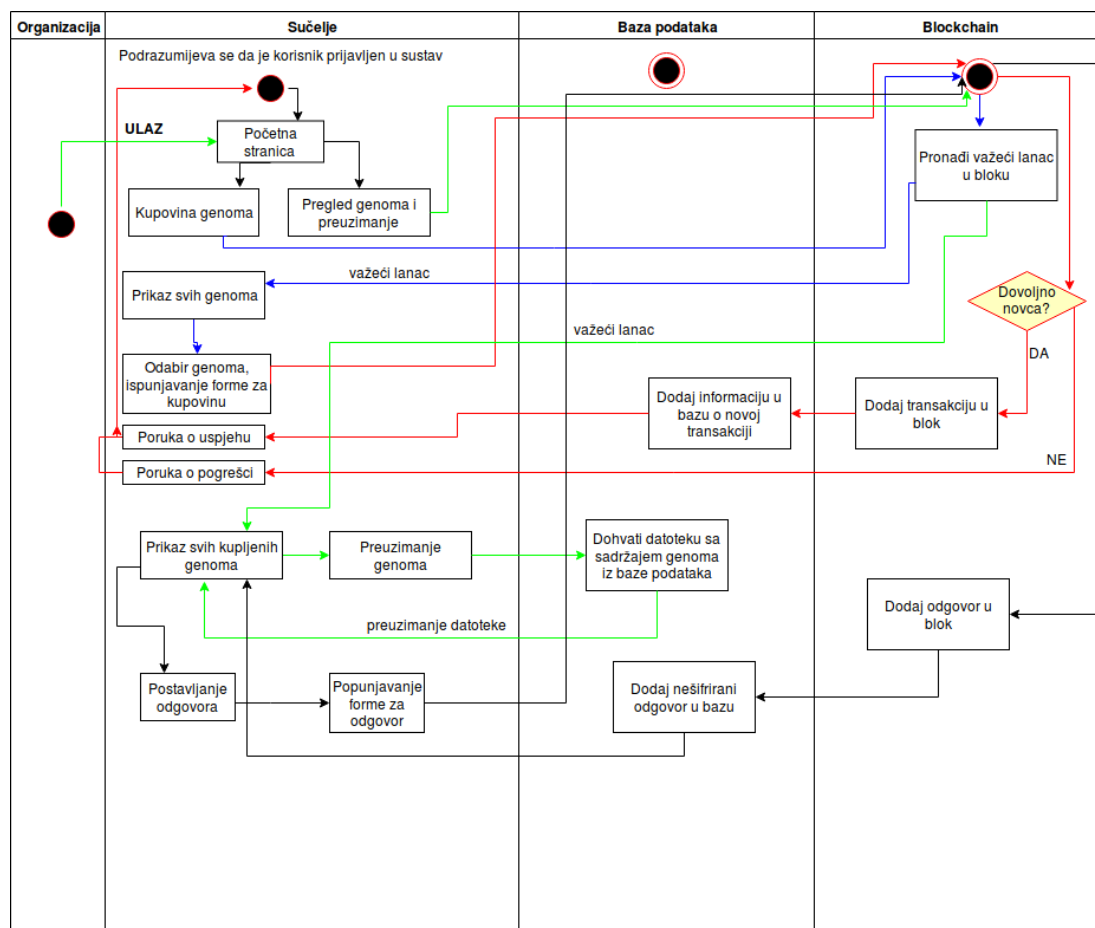 Organizacija
Sučelje
Baza podataka
Blockchain
Podrazumijeva se da je korisnik prijavljen u sustav
ULAZ
Početna
stranica
Pronađi važeći lanac
u bloku
Kupovina genoma
Pregled genoma i
preuzimanje
važeći lanac
Prikaz svih genoma
Dovoljno
novca?
važeći lanac
DA
Odabir genoma,
ispunjavanje forme za
kupovinu
Dodaj informaciju u
bazu o novoj
transakciji
Dodaj transakciju u
blok
Poruka o uspjehu
Poruka o pogrešci
NE
Prikaz svih kupljenih
genoma
Preuzimanje
genoma
Dohvati datoteku sa
sadržajem genoma
iz baze podataka
Dodaj odgovor u
blok
preuzimanje datoteke
Postavljanje
odgovora
Popunjavanje
forme za
odgovor
Dodaj nešifrirani
odgovor u bazu